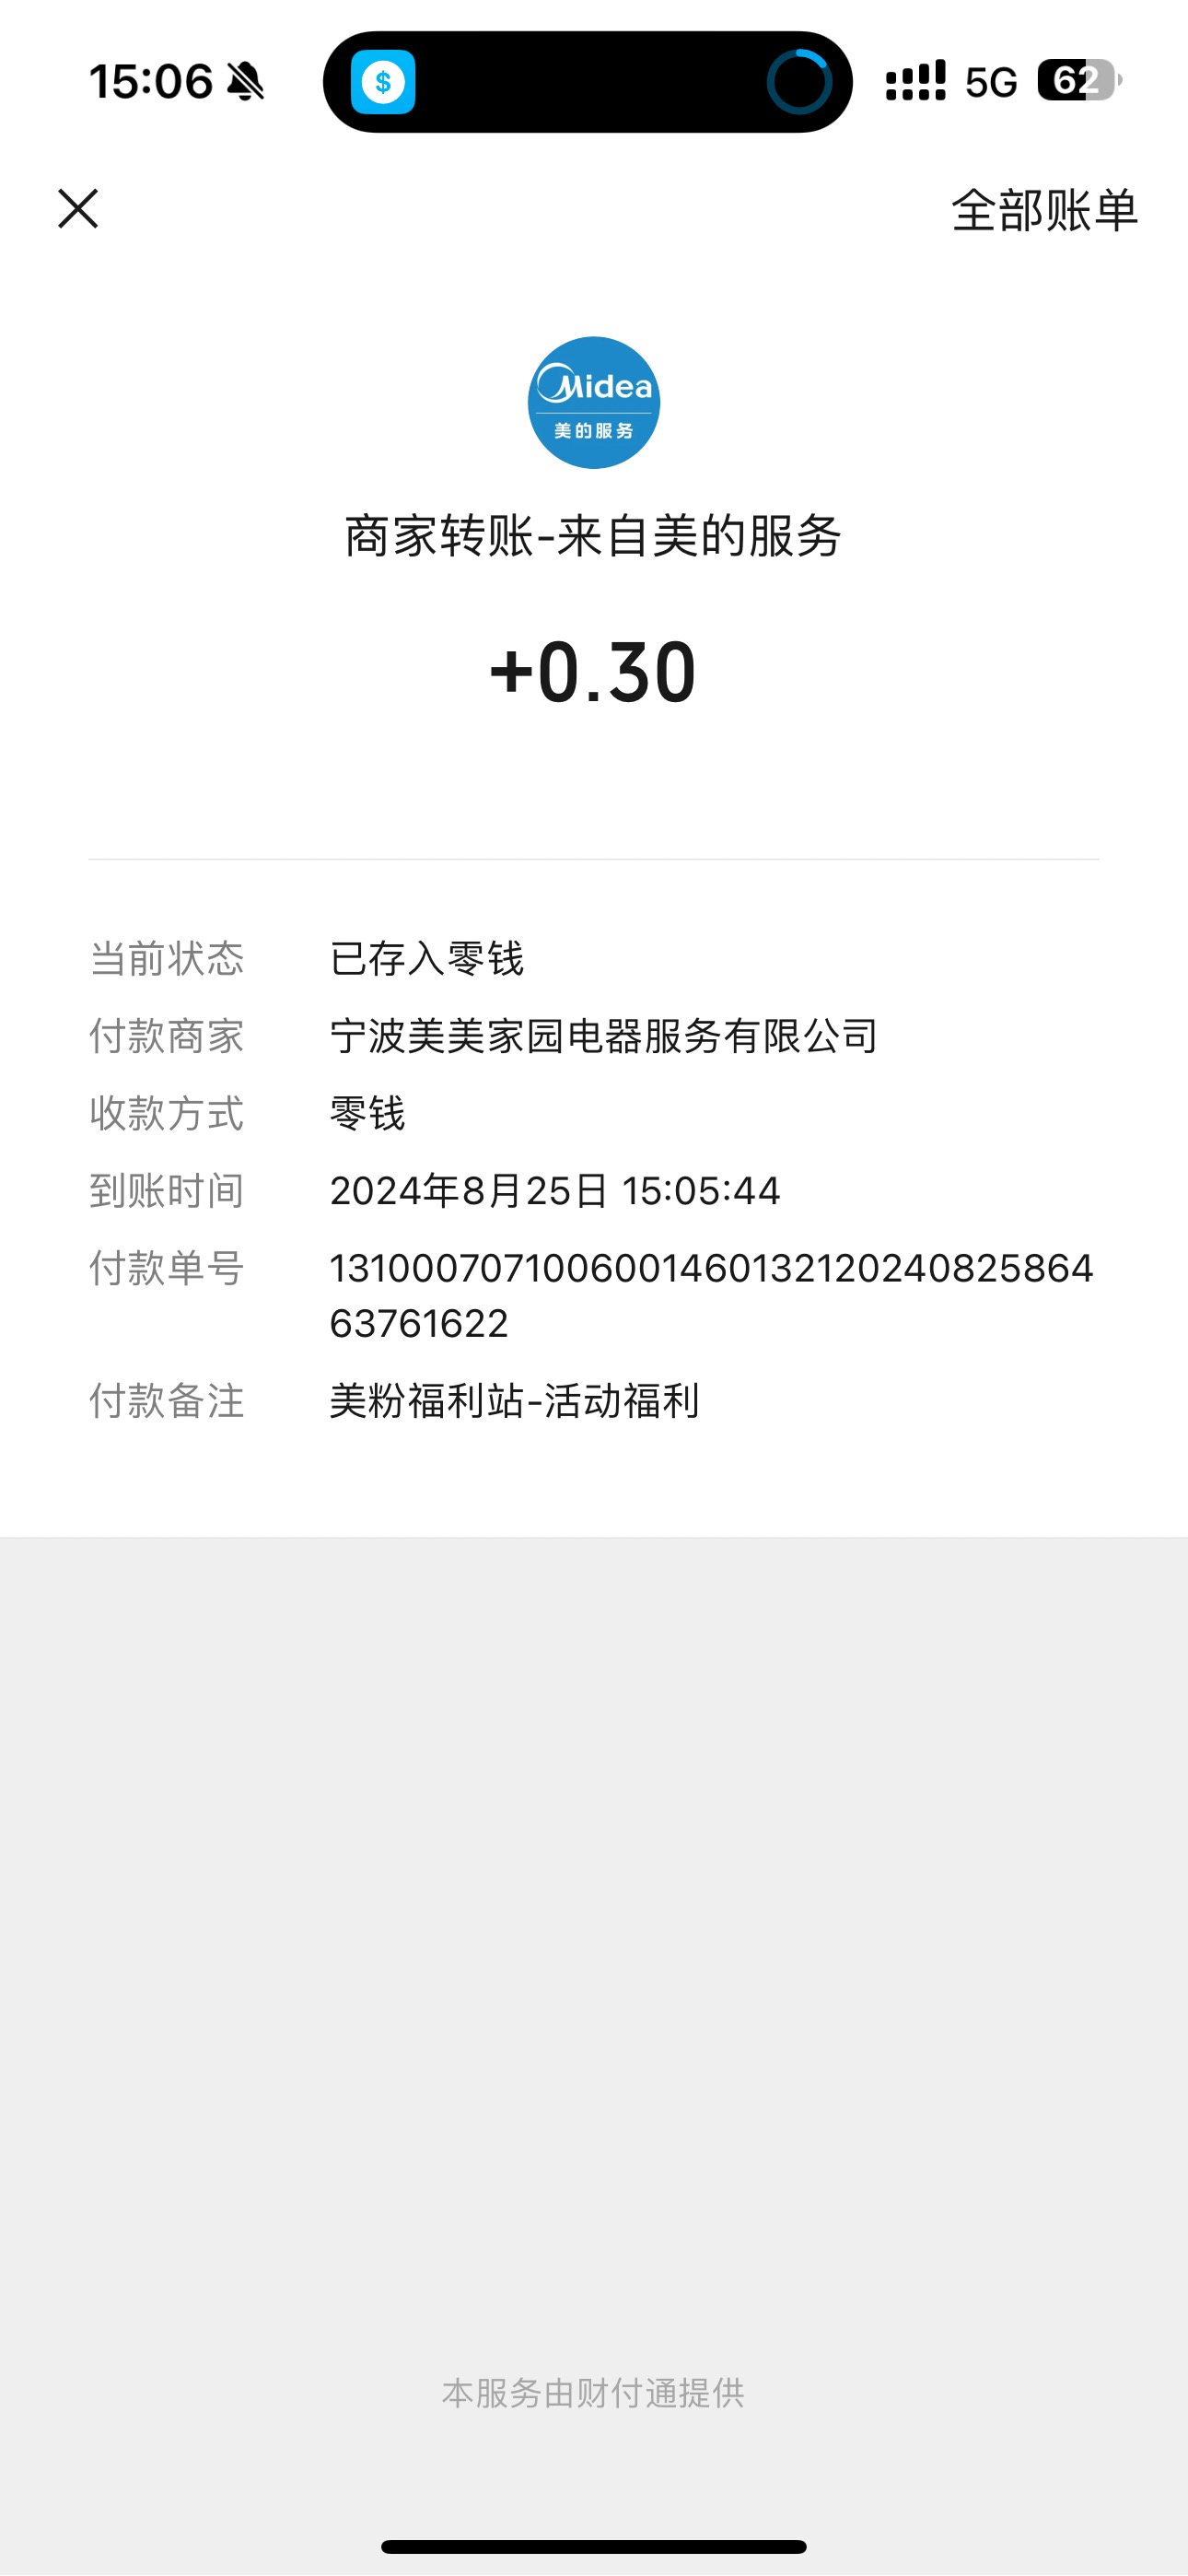 15:06
$
5G
62
全部账单
Midea
美的服务
商家转账-来自美的服务
+0.30
当前状态 已存入零钱
付款商家 宁波美美家园电器服务有限公司
收款方式 零钱
到账时间 2024年8月25日 15:05:44
付款单号 13100070710060014601321202408258​64
63761622
付款备注 美粉福利站-活动福利
本服务由财付通提供